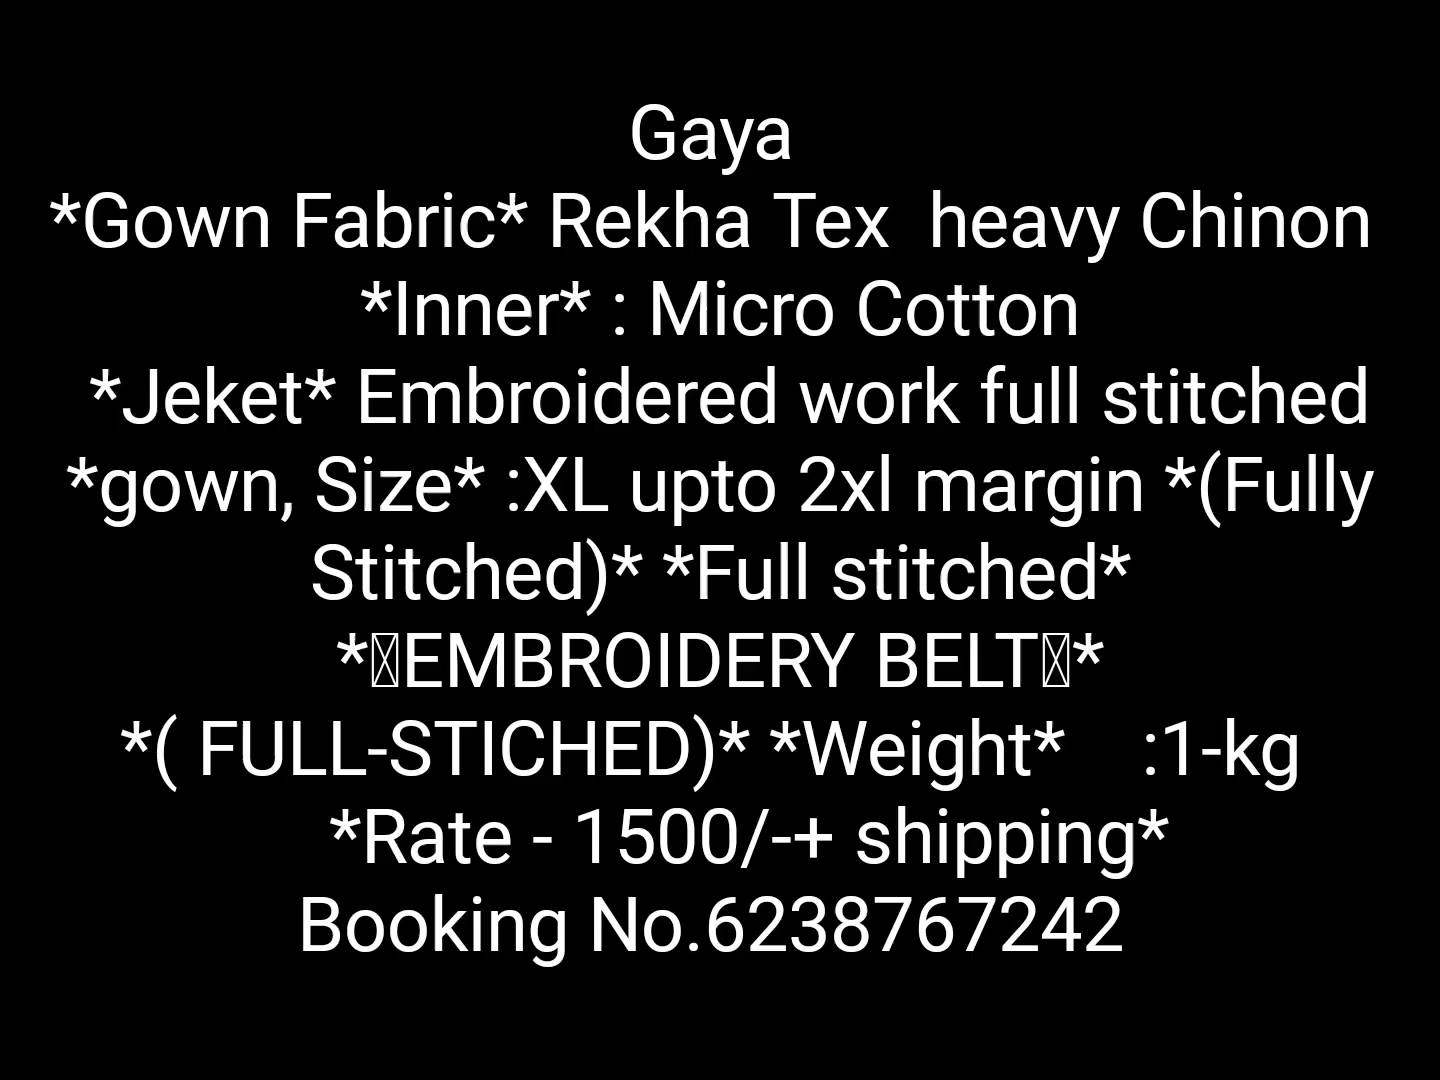 Gaya
*Gown Fabric* Rekha Tex  heavy Chinon
*Inner* : Micro Cotton
*Jeket* Embroidered work full stitched
*gown, Size* :XL upto 2xl margin *(Fully
Stitched)* *Full stitched*
*EMBROIDERY BELT*
*( FULL-STICHED)* *Weight*    :1-kg
*Rate - 1500/-+ shipping*
Booking No.6238767242